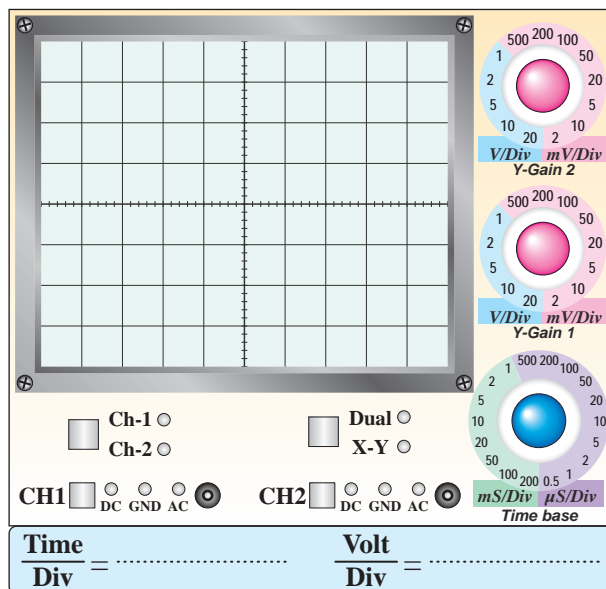 500 200 100
1 50
2 20
5 5
10 10
20 2
V/Div mV/Div
Y-Gain 2
500 200 100
1 50
2 20
5 5
10 10
20 2
V/Div mV/Div
Y-Gain 1
1 500 200 100
2 50
5 20
10 10
20 5
50 2
100 200 0.5 1
mS/Div µS/Div
Time base
Ch-1
Ch-2
Dual
X-Y
CH1 DC GND AC
CH2 DC GND AC
Time
Div = ....................
Volt
Div = ....................